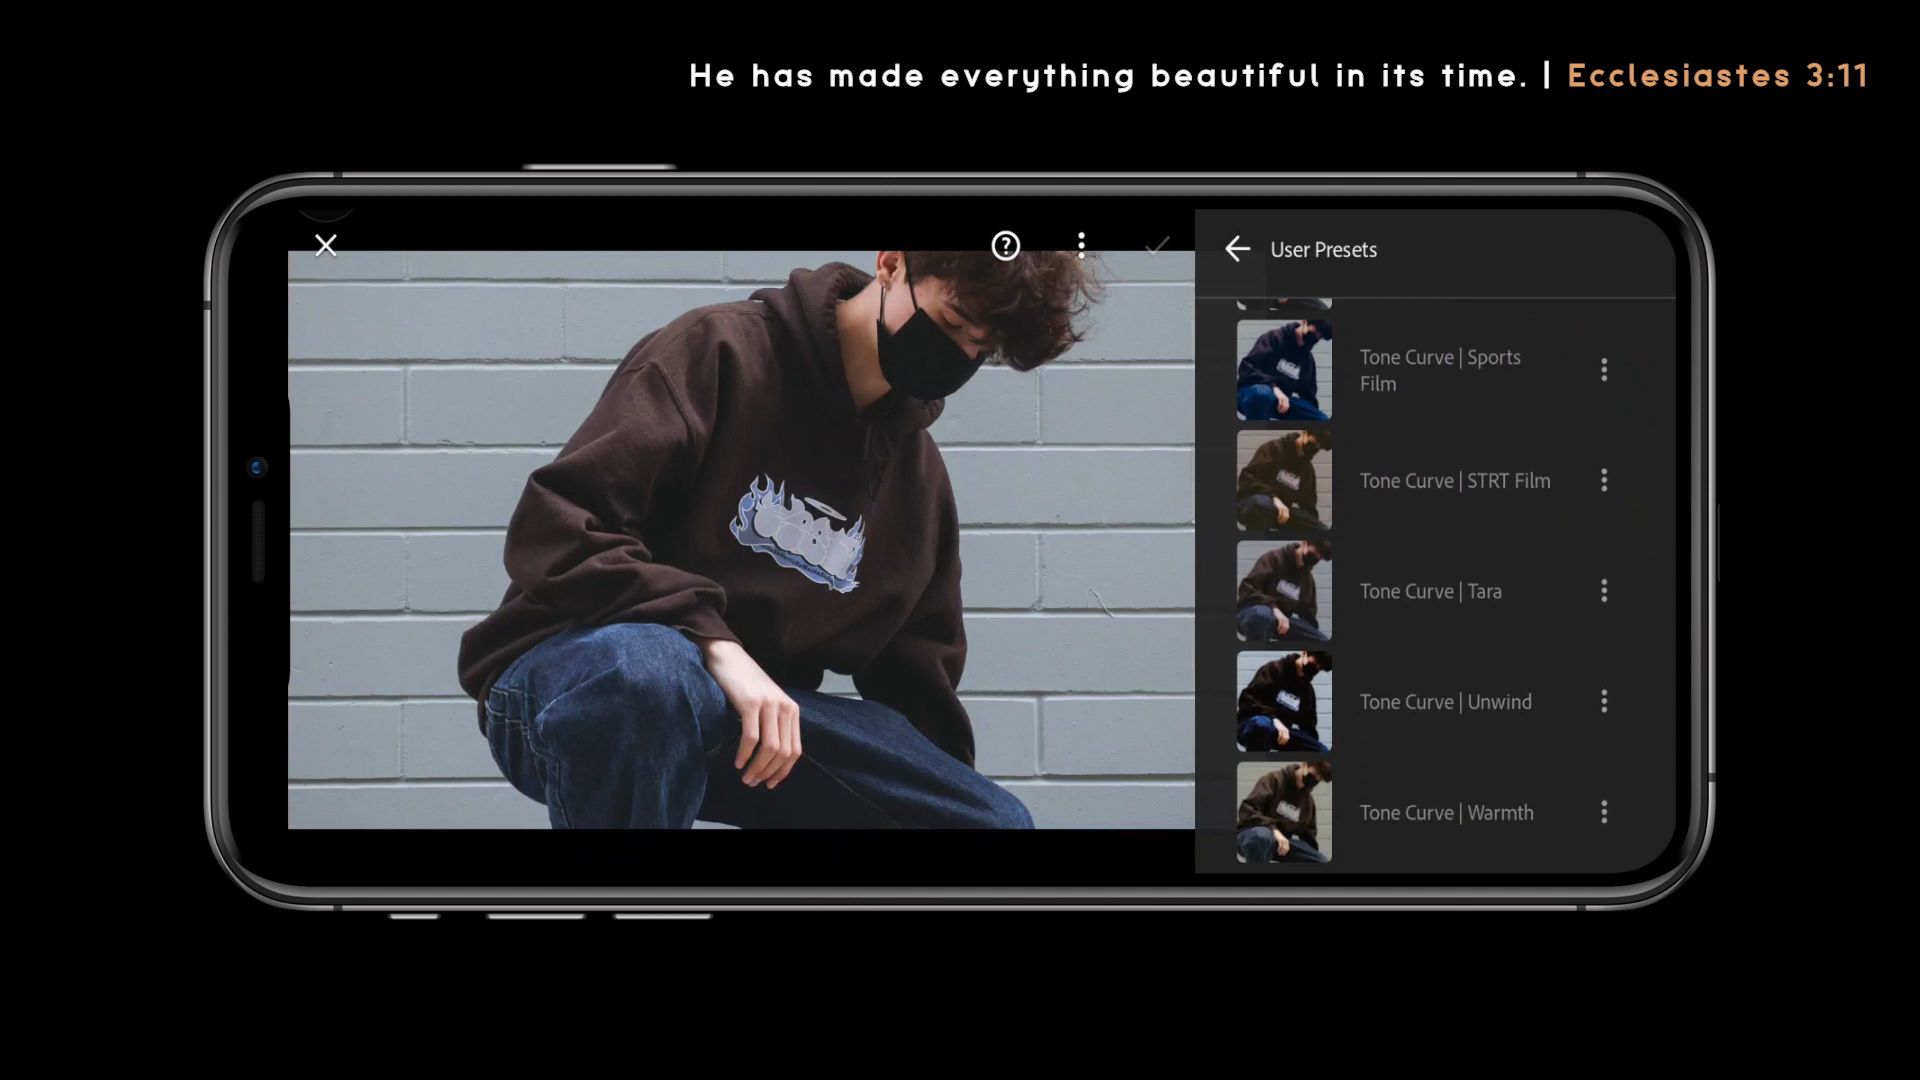 He has made everything beautiful in its time. | Ecclesiastes 3:11
User Presets
Tone Curve | Sports
Film
Tone Curve | STRT Film
Tone Curve | Tara
Tone Curve | Unwind
Tone Curve | Warmth